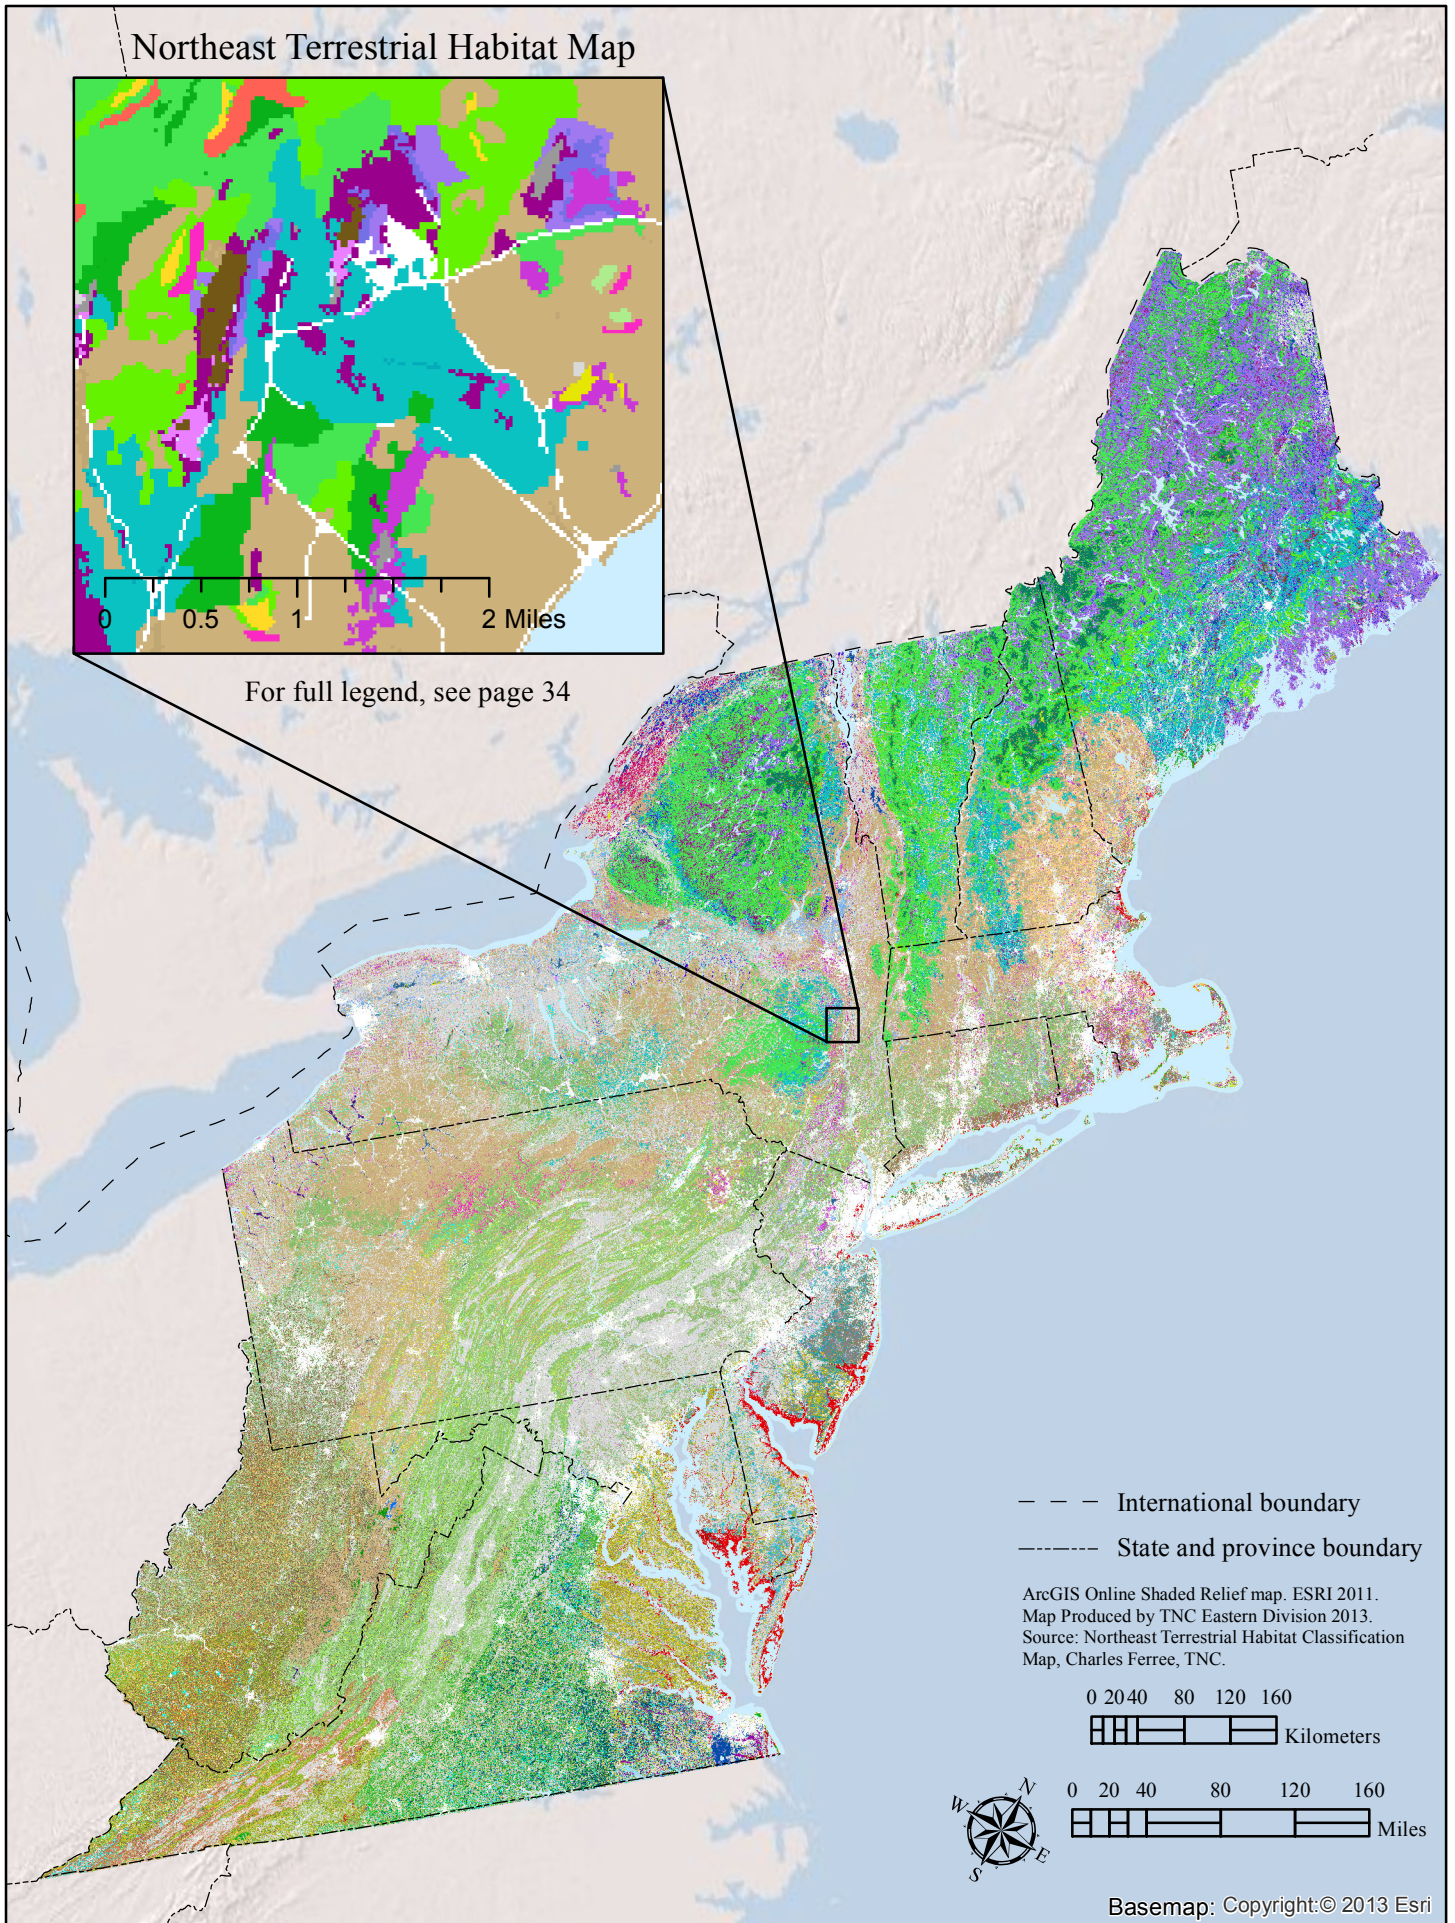 Northeast Terrestrial Habitat Map
0 0.5 1 2 Miles
For full legend, see page 34
International boundary
State and province boundary
ArcGIS Online Shaded Relief map. ESRI 2011.
Map Produced by TNC Eastern Division 2013.
Source: Northeast Terrestrial Habitat Classification
Map, Charles Ferree, TNC.
0 20 40 80 120 160
Kilometers
0 20 40 80 120 160
Miles
N
W
E
S
Basemap: Copyright:© 2013 Esri